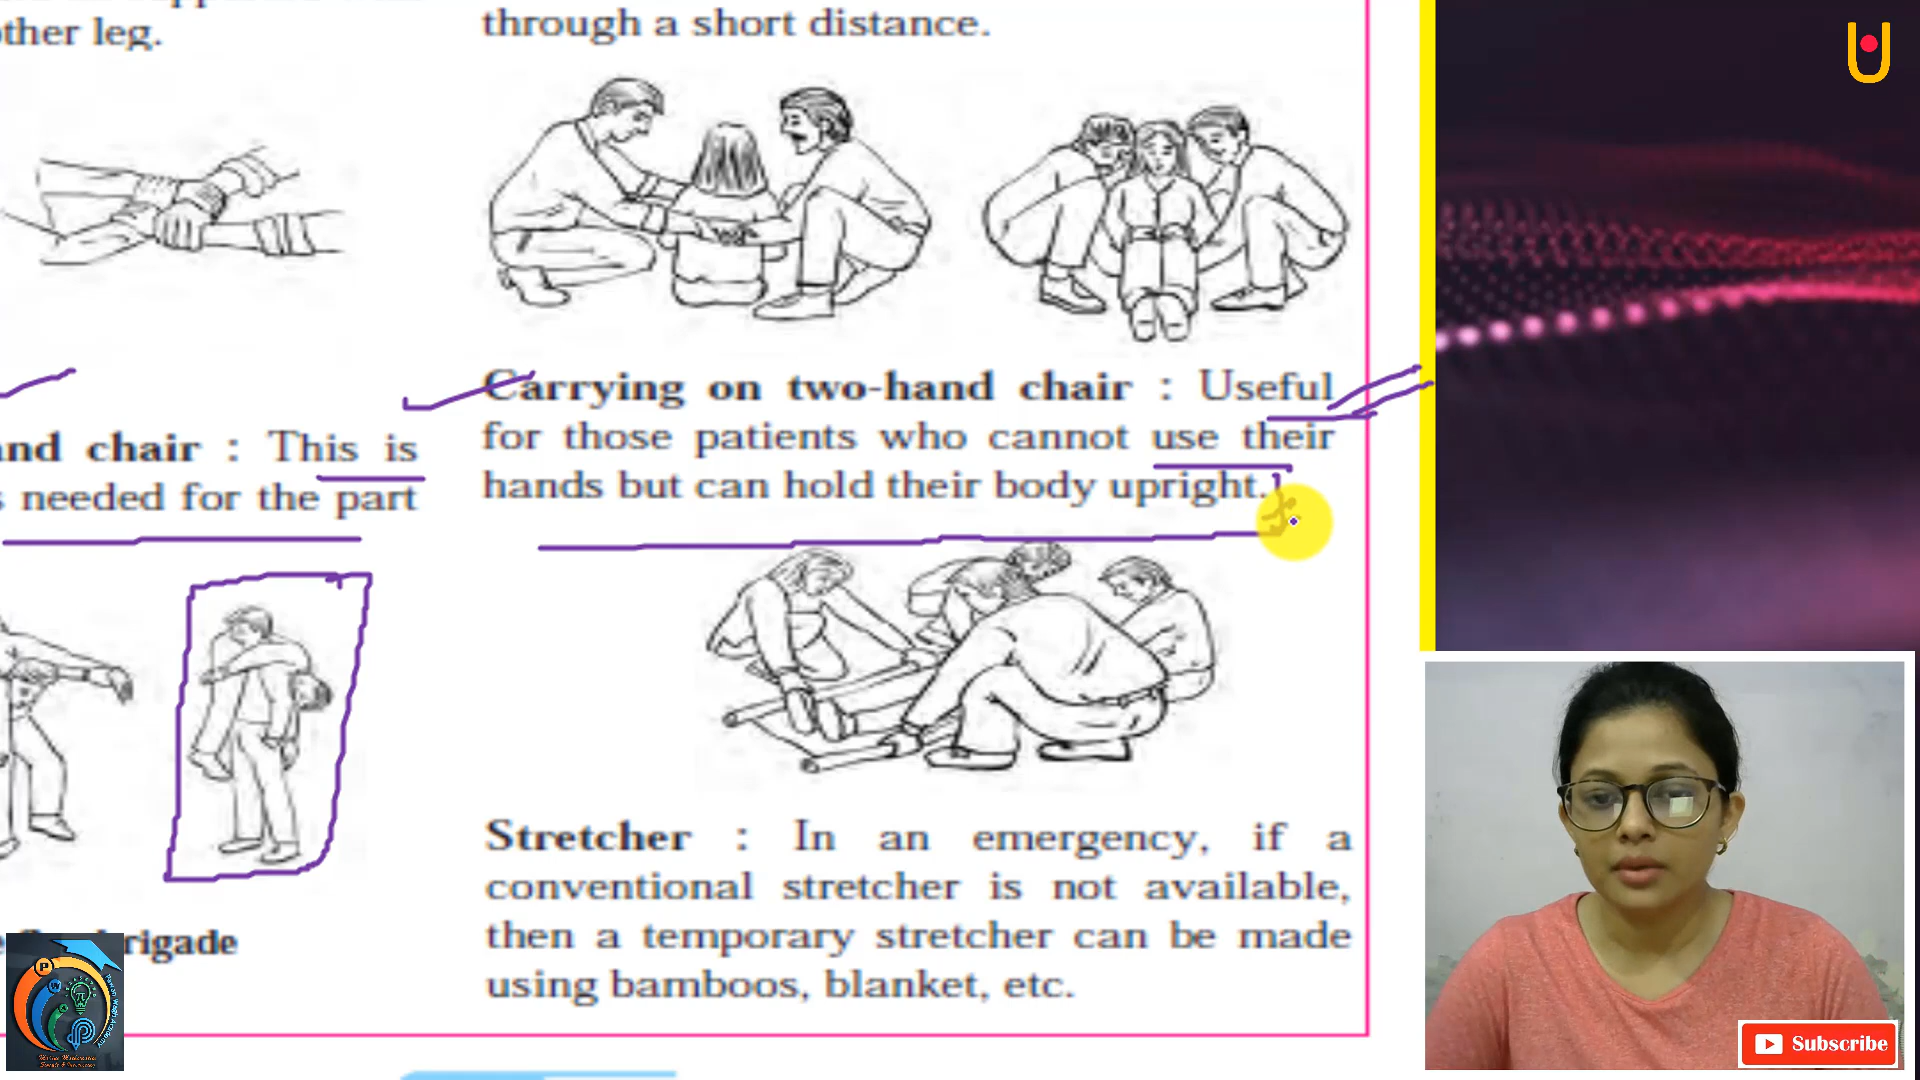 other leg.
through a short distance.
and chair : This is
needed for the part
Carrying on two-hand chair : Useful
for those patients who cannot use their
hands but can hold their body upright.
rigade
Stretcher : In an emergency, if a
conventional stretcher is not available,
then a temporary stretcher can be made
using bamboos, blanket, etc.
Subscribe